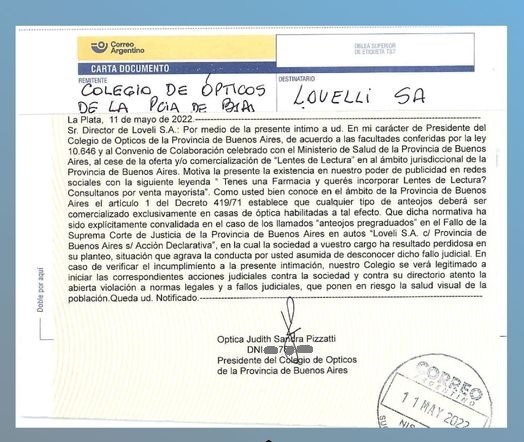 Correo
Argentino
OBLEA SUPERIOR
DE ETIQUETA T&T
CARTA DOCUMENTO
REMITENTE
DESTINATARIO
COLEGIO DE ÓPTICOS
DE LA PCIA DE BSAS
LOVELLI SA
La Plata, 11 de mayo de 2022.
Sr. Director de Loveli S.A.: Por medio de la presente intimo a ud. En mi carácter de Presidente del
Colegio de Opticos de la Provincia de Buenos Aires, de acuerdo a las facultades conferidas por la ley
10.646 y al Convenio de Colaboración celebrado con el Ministerio de Salud de la Provincia de Buenos
Aires, al cese de la oferta y/o comercialización de "Lentes de Lectura" en al ámbito jurisdiccional de la
Provincia de Buenos Aires. Motiva la presente la existencia en nuestro poder de publicidad en redes
sociales con la siguiente leyenda " Tenes una Farmacia y querés incorporar Lentes de Lectura?
Consultanos por venta mayorista". Como usted bien conoce en el ámbito de la Provincia de Buenos
Aires el artículo 1 del Decreto 419/71 establece que cualquier tipo de anteojos deberá ser
comercializado exclusivamente en casas de óptica habilitadas a tal efecto. Que dicha normativa ha
sido explícitamente convalidada en el caso de los llamados "anteojos pregraduados" en el Fallo de la
Suprema Corte de Justicia de la Provincia de Buenos Aires en autos "Loveli S.A. c/ Provincia de
Buenos Aires s/ Acción Declarativa", en la cual la sociedad a vuestro cargo ha resultado perdidosa en
su planteo, situación que agrava la conducta por usted asumida de desconocer dicho fallo judicial. En
caso de verificar el incumplimiento a la presente intimación, nuestro Colegio se verá legitimado a
iniciar las correspondientes acciones judiciales contra la sociedad y contra su directorio atento la
abierta violación a normas legales y a fallos judiciales, que ponen en riesgo la salud visual de la
población.Queda ud. Notificado.
Doble por aquí
Optica Judith Sandra Pizzatti
DNI
Presidente del Colegio de Opticos
de la Provincia de Buenos Aires
CORREO
ARGENTINO
11 MAY 2022